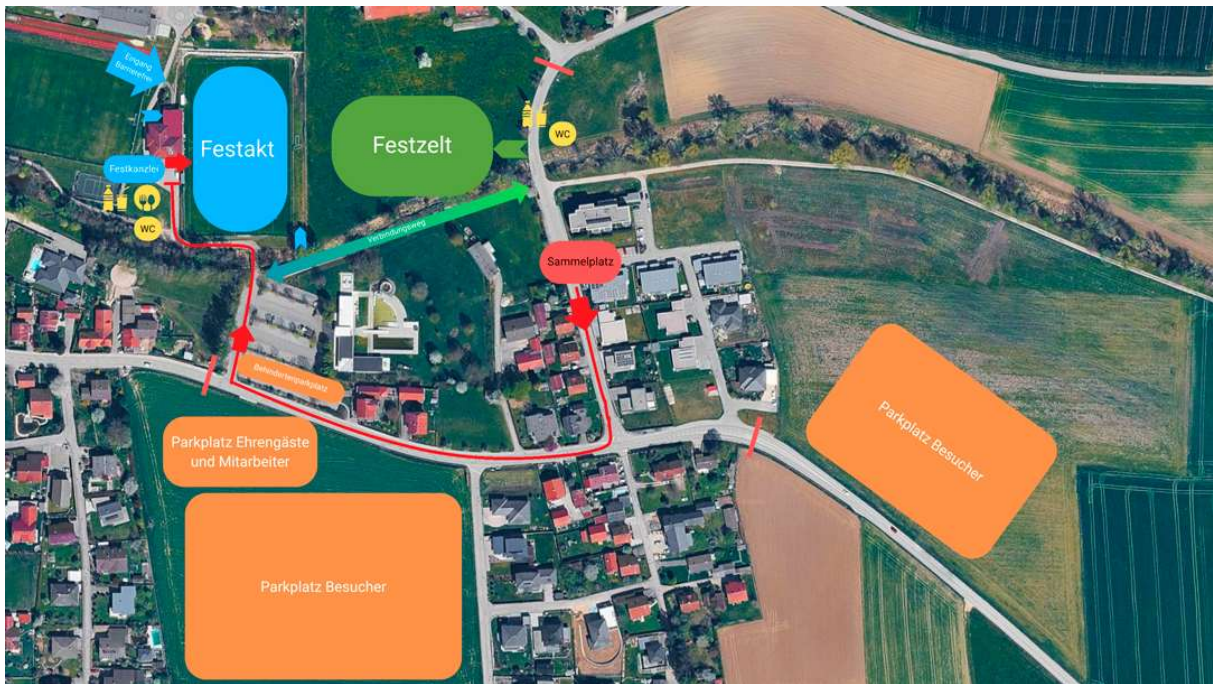 Eingang
Barrierefrei
Festakt
Festzelt
WC
Festkanzlei
WC
Verbindungsweg
Sammelplatz
Behindertenparkplatz
Parkplatz Ehrengäste
und Mitarbeiter
Parkplatz Besucher
Parkplatz Besucher